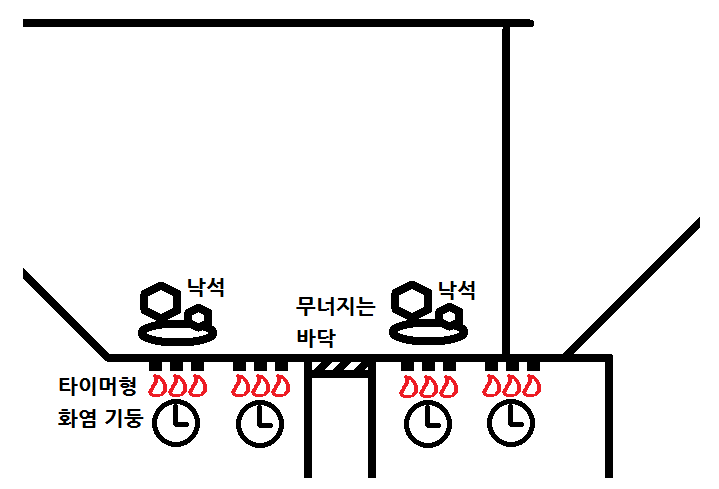 낙석
낙석
무너지는
바닥
타이머형
화염 기둥